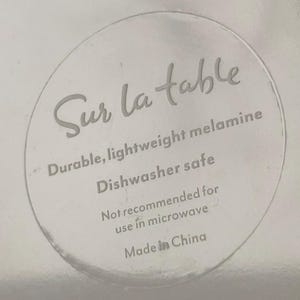 Sur la table
Durable, lightweight melamine
Dishwasher safe
Not recommended for
use in microwave
Made In China